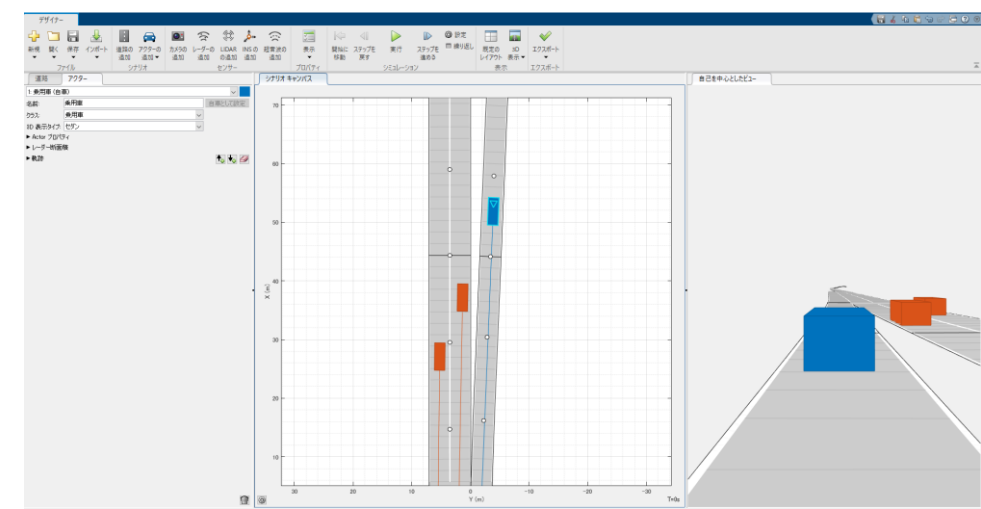 デザイナー
新規 開く 保存 インポート 道路の追加 アクターの追加 カメラの追加 レーダーの追加 LiDARの追加 INSの追加 超音波の追加 表示 開始に移動 ステップを戻す 実行 ステップを進める 設定 繰り返し 既定のレイアウト 3D表示 エクスポート
ファイル シナリオ センサー プロパティ シミュレーション 表示 エクスポート
道路 アクター
シナリオ キャンバス
自己を中心としたビュー
1: 乗用車 (自車)
名前: 乗用車 自車として設定
クラス: 乗用車
3D 表示タイプ: セダン
Actor プロパティ
レーダー断面積
軌跡
70
60
50
40
30
20
10
X (m)
30 20 10 0 -10 -20 -30
Y (m)
T=0s